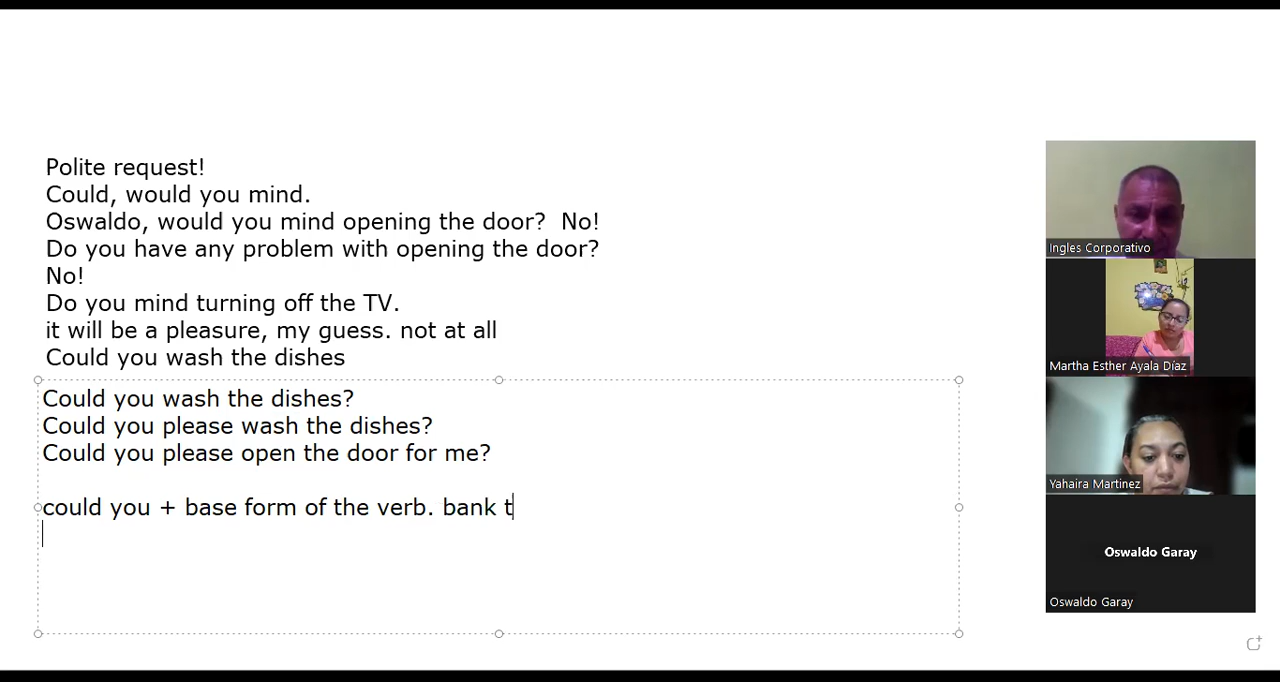 Polite request!
Could, would you mind.
Oswaldo, would you mind opening the door?  No!
Do you have any problem with opening the door?
No!
Do you mind turning off the TV.
it will be a pleasure, my guess. not at all
Could you wash the dishes
Could you wash the dishes?
Could you please wash the dishes?
Could you please open the door for me?
could you + base form of the verb. bank t
Ingles Corporativo
Martha Esther Ayala Díaz
Yahaira Martinez
Oswaldo Garay
Oswaldo Garay